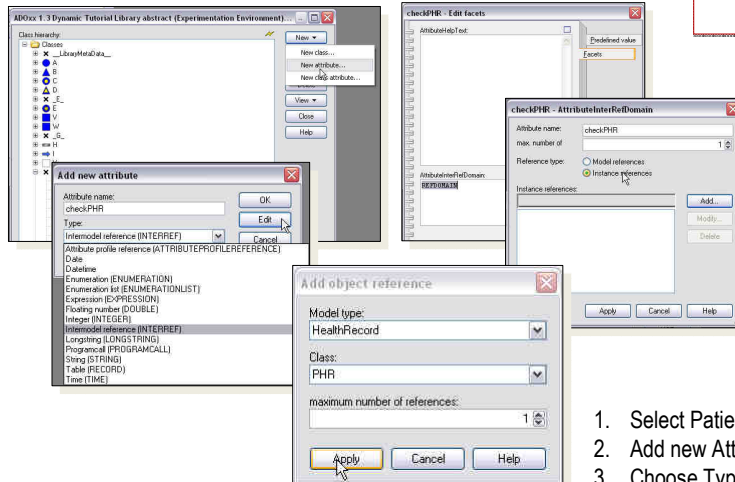 ADOxx 1.3 Dynamic Tutorial Library abstract (Experimentation Environment)...
Class hierarchy:
Classes
__LibraryMetaData__
A
B
C
D
_E_
E
V
W
_G_
H
I
New
New class...
New attribute...
New class attribute...
Delete
View
Close
Help
checkPHR - Edit facets
AttributeHelpText:
Predefined value
Facets
AttributeInterRefDomain:
REFDOMAIN
checkPHR - AttributeInterRefDomain
Attribute name: checkPHR
max. number of 1
Reference type: Model references
Instance references
Instance references:
Add...
Modify...
Delete
Apply Cancel Help
Add new attribute
Attribute name:
checkPHR
Type:
Intermodel reference (INTERREF)
OK
Edit
Cancel
Attribute profile reference (ATTRIBUTEPROFILEREFERENCE)
Date
Datetime
Enumeration (ENUMERATION)
Enumeration list (ENUMERATIONLIST)
Expression (EXPRESSION)
Floating number (DOUBLE)
Integer (INTEGER)
Intermodel reference (INTERREF)
Longstring (LONGSTRING)
Programcall (PROGRAMCALL)
String (STRING)
Table (RECORD)
Time (TIME)
Add object reference
Model type:
HealthRecord
Class:
PHR
maximum number of references:
1
Apply Cancel Help
1. Select Patie
2. Add new Att
3. Choose Typ